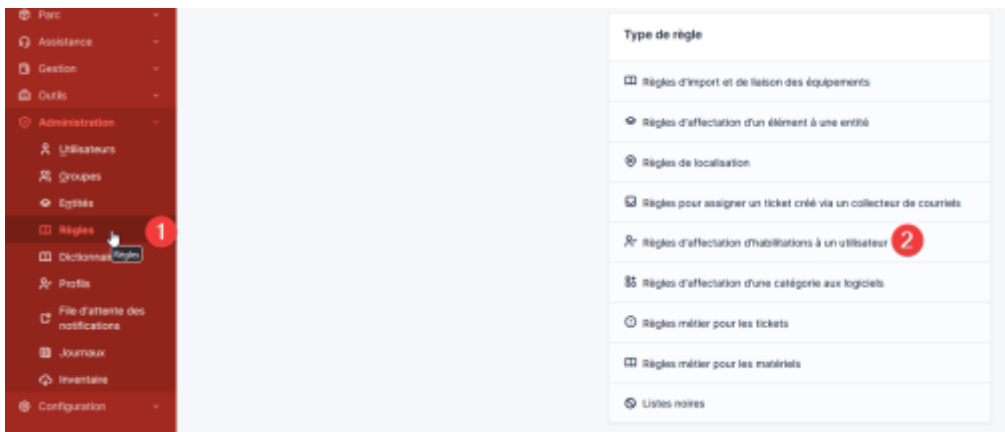 Parc
Assistance
Gestion
Outils
Administration
Utilisateurs
Groupes
Entités
Règles
1
Règles
Dictionnai
Profils
File d'attente des
notifications
Journaux
Inventaire
Configuration
Type de règle
Règles d'import et de liaison des équipements
Règles d'affectation d'un élément à une entité
Règles de localisation
Règles pour assigner un ticket créé via un collecteur de courriels
Règles d'affectation d'habilitations à un utilisateur
2
Règles d'affectation d'une catégorie aux logiciels
Règles métier pour les tickets
Règles métier pour les matériels
Listes noires